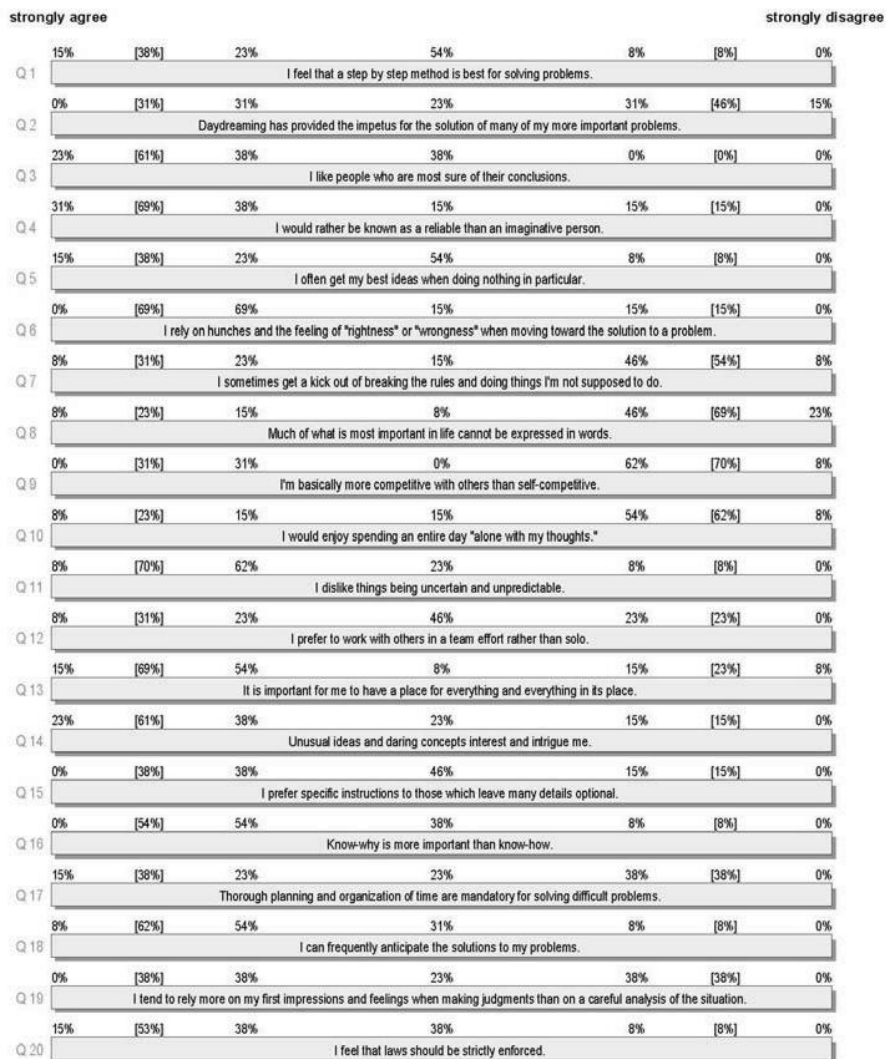 strongly agree strongly disagree
15% [38%] 23% 54% 8% [8%] 0%
Q 1 I feel that a step by step method is best for solving problems.
0% [31%] 31% 23% 31% [46%] 15%
Q 2 Daydreaming has provided the impetus for the solution of many of my more important problems.
23% [61%] 38% 38% 0% [0%] 0%
Q 3 I like people who are most sure of their conclusions.
31% [69%] 38% 15% 15% [15%] 0%
Q 4 I would rather be known as a reliable than an imaginative person.
15% [38%] 23% 54% 8% [8%] 0%
Q 5 I often get my best ideas when doing nothing in particular.
0% [69%] 69% 15% 15% [15%] 0%
Q 6 I rely on hunches and the feeling of "rightness" or "wrongness" when moving toward the solution to a problem.
8% [31%] 23% 15% 46% [54%] 8%
Q 7 I sometimes get a kick out of breaking the rules and doing things I'm not supposed to do.
8% [23%] 15% 8% 46% [69%] 23%
Q 8 Much of what is most important in life cannot be expressed in words.
0% [31%] 31% 0% 62% [70%] 8%
Q 9 I'm basically more competitive with others than self-competitive.
8% [23%] 15% 15% 54% [62%] 8%
Q 10 I would enjoy spending an entire day "alone with my thoughts."
8% [70%] 62% 23% 8% [8%] 0%
Q 11 I dislike things being uncertain and unpredictable.
8% [31%] 23% 46% 23% [23%] 0%
Q 12 I prefer to work with others in a team effort rather than solo.
15% [69%] 54% 8% 15% [23%] 8%
Q 13 It is important for me to have a place for everything and everything in its place.
23% [61%] 38% 23% 15% [15%] 0%
Q 14 Unusual ideas and daring concepts interest and intrigue me.
0% [38%] 38% 46% 15% [15%] 0%
Q 15 I prefer specific instructions to those which leave many details optional.
0% [54%] 54% 38% 8% [8%] 0%
Q 16 Know-why is more important than know-how.
15% [38%] 23% 23% 38% [38%] 0%
Q 17 Thorough planning and organization of time are mandatory for solving difficult problems.
8% [62%] 54% 31% 8% [8%] 0%
Q 18 I can frequently anticipate the solutions to my problems.
0% [38%] 38% 23% 38% [38%] 0%
Q 19 I tend to rely more on my first impressions and feelings when making judgments than on a careful analysis of the situation.
15% [53%] 38% 38% 8% [8%] 0%
Q 20 I feel that laws should be strictly enforced.